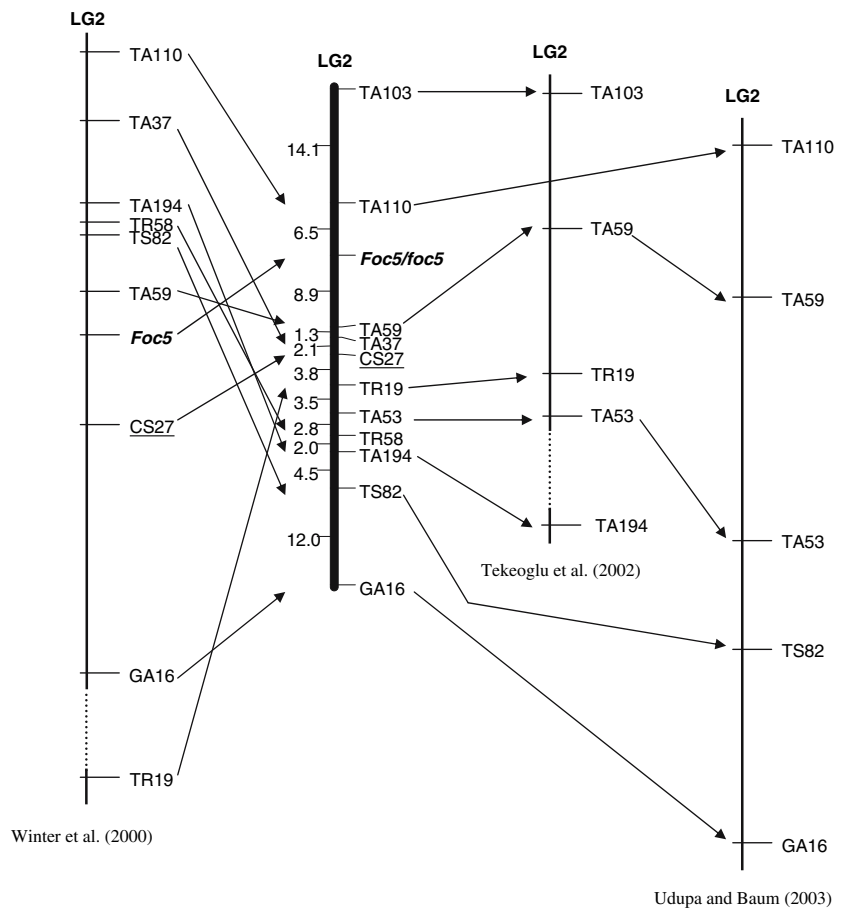 LG2
TA110
TA37
TA194
TR58
TS82
TA59
Foc5
CS27
GA16
TR19
Winter et al. (2000)
LG2
TA103
14.1
TA110
6.5
Foc5/foc5
8.9
TA59
1.3
TA37
2.1
CS27
3.8
TR19
3.5
TA53
2.8
TR58
2.0
TA194
4.5
TS82
12.0
GA16
LG2
TA103
TA59
TR19
TA53
TA194
Tekeoglu et al. (2002)
LG2
TA110
TA59
TA53
TS82
GA16
Udupa and Baum (2003)